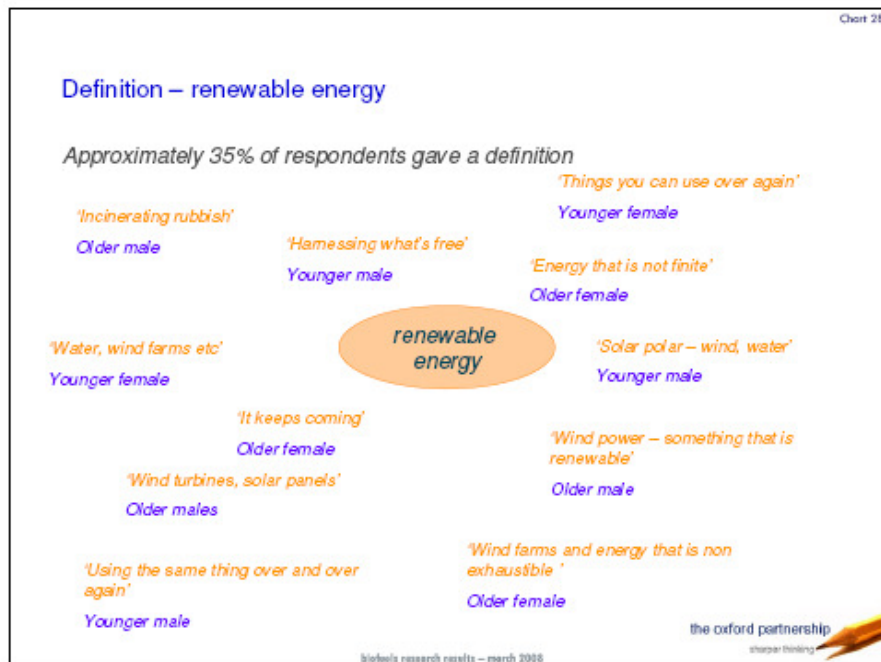 Chart 28
Definition – renewable energy
Approximately 35% of respondents gave a definition
‘Things you can use over again’
Younger female
‘Incinerating rubbish’
Older male
‘Harnessing what’s free’
Younger male
‘Energy that is not finite’
Older female
renewable
energy
‘Water, wind farms etc’
Younger female
‘Solar polar – wind, water’
Younger male
‘It keeps coming’
Older female
‘Wind power – something that is
renewable’
Older male
‘Wind turbines, solar panels’
Older males
‘Wind farms and energy that is non
exhaustible ’
Older female
‘Using the same thing over and over
again’
Younger male
the oxford partnership
sharper thinking
biofuels research results – march 2008